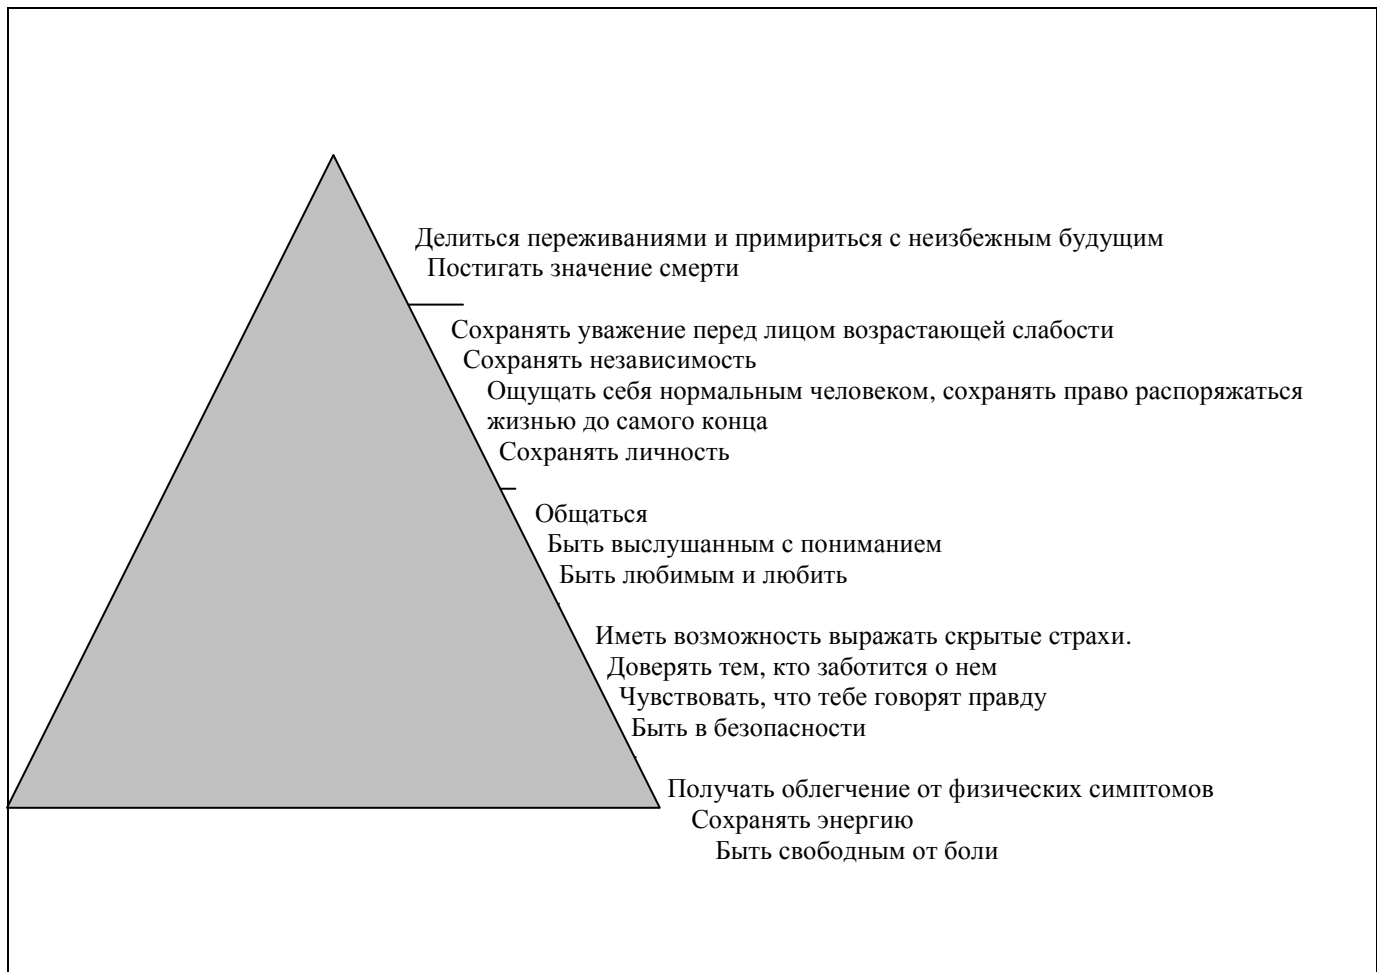 Делиться переживаниями и примириться с неизбежным будущим
Постигать значение смерти
Сохранять уважение перед лицом возрастающей слабости
Сохранять независимость
Ощущать себя нормальным человеком, сохранять право распоряжаться
жизнью до самого конца
Сохранять личность
Общаться
Быть выслушанным с пониманием
Быть любимым и любить
Иметь возможность выражать скрытые страхи.
Доверять тем, кто заботится о нем
Чувствовать, что тебе говорят правду
Быть в безопасности
Получать облегчение от физических симптомов
Сохранять энергию
Быть свободным от боли